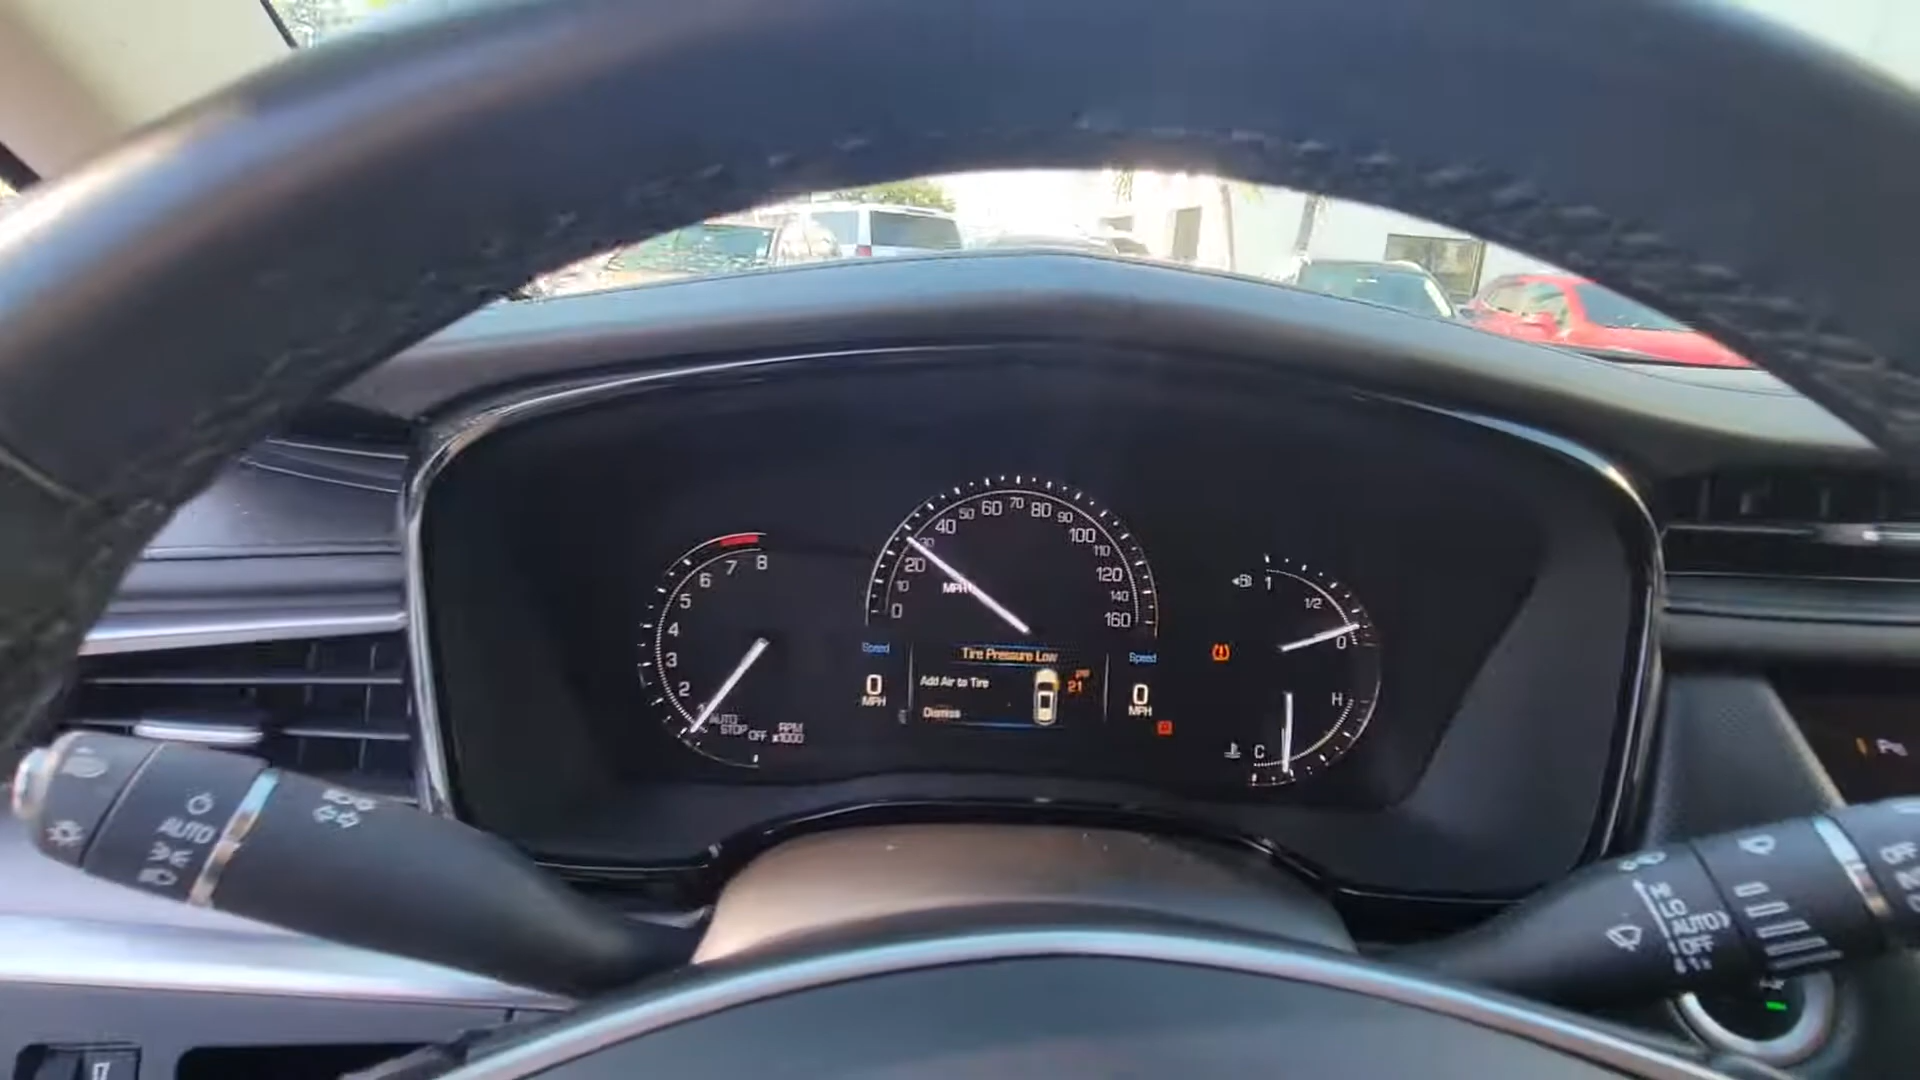 8
7
6
5
4
3
2
1
AUTO
STOP
OFF
RPM
x1000
0
10
20
30
40
50
60
70
80
90
100
110
120
140
160
MPH
Speed
0
MPH
Tire Pressure Low
Add Air to Tire
21
Dismiss
Speed
0
MPH
1
1/2
0
H
C
AUTO
HI
LO
AUTO
OFF